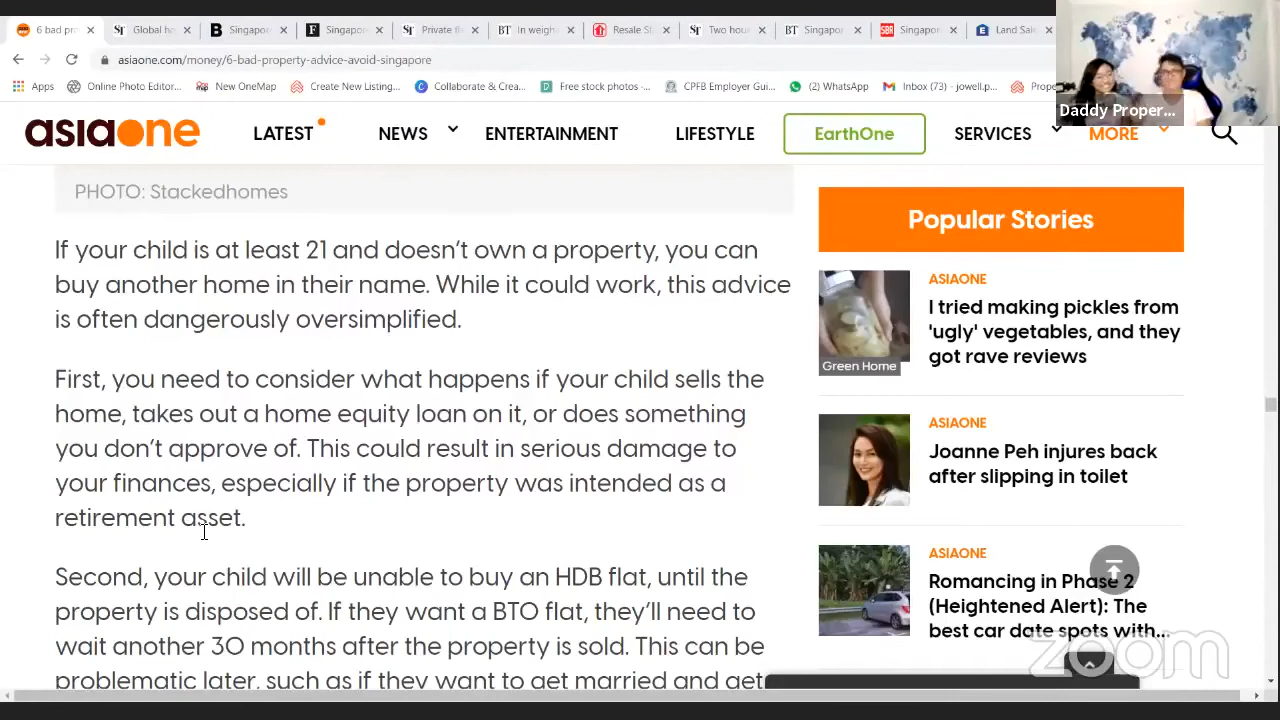 6 bad pr
Global ho
Singapo
Singap
Private f
In weigh
Resale St
Two hou
Singap
Singapo
Land Sal
asiaone.com/money/6-bad-property-advice-avoid-singapore
Apps
Online Photo Editor...
New OneMap
Create New Listing...
Collaborate & Crea...
Free stock photos -...
CPFB Employer Gui...
(2) WhatsApp
Inbox (73) - jowell.p...
Prope
Daddy Proper...
asiaone
LATEST
NEWS
ENTERTAINMENT
LIFESTYLE
EarthOne
SERVICES
MORE
PHOTO: Stackedhomes
If your child is at least 21 and doesn't own a property, you can
buy another home in their name. While it could work, this advice
is often dangerously oversimplified.
First, you need to consider what happens if your child sells the
home, takes out a home equity loan on it, or does something
you don't approve of. This could result in serious damage to
your finances, especially if the property was intended as a
retirement asset.
Second, your child will be unable to buy an HDB flat, until the
property is disposed of. If they want a BTO flat, they'll need to
wait another 30 months after the property is sold. This can be
problematic later, such as if they want to get married and get
Popular Stories
ASIAONE
I tried making pickles from
'ugly' vegetables, and they
got rave reviews
Green Home
ASIAONE
Joanne Peh injures back
after slipping in toilet
ASIAONE
Romancing in Phase 2
(Heightened Alert): The
best car date spots with...
zoom